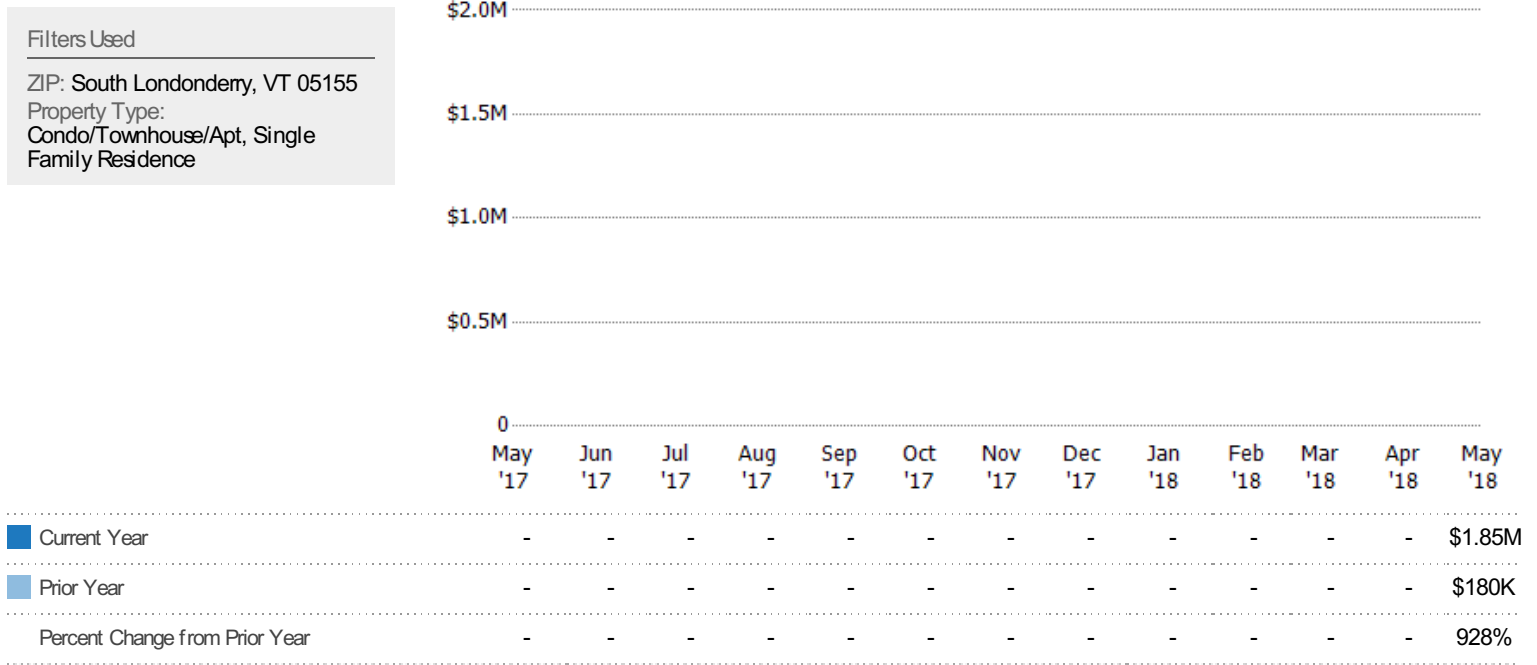 Filters Used
ZIP: South Londonderry, VT 05155
Property Type:
Condo/Townhouse/Apt, Single
Family Residence
$2.0M
$1.5M
$1.0M
$0.5M
0
May Jun Jul Aug Sep Oct Nov Dec Jan Feb Mar Apr May
'17 '17 '17 '17 '17 '17 '17 '17 '18 '18 '18 '18 '18
Current Year - - - - - - - - - - - - $1.85M
Prior Year - - - - - - - - - - - - $180K
Percent Change from Prior Year - - - - - - - - - - - - 928%